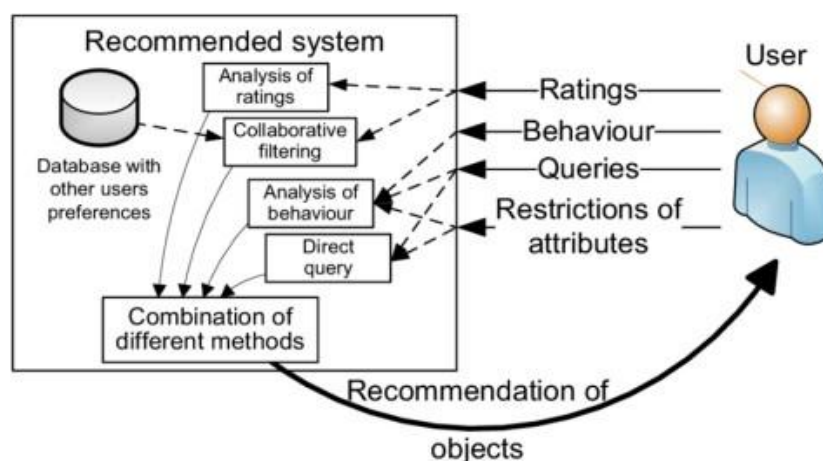 Recommended system
User
Analysis of
ratings
Collaborative
filtering
Database with
other users
preferences
Analysis of
behaviour
Direct
query
Combination of
different methods
Ratings
Behaviour
Queries
Restrictions of
attributes
Recommendation of
objects